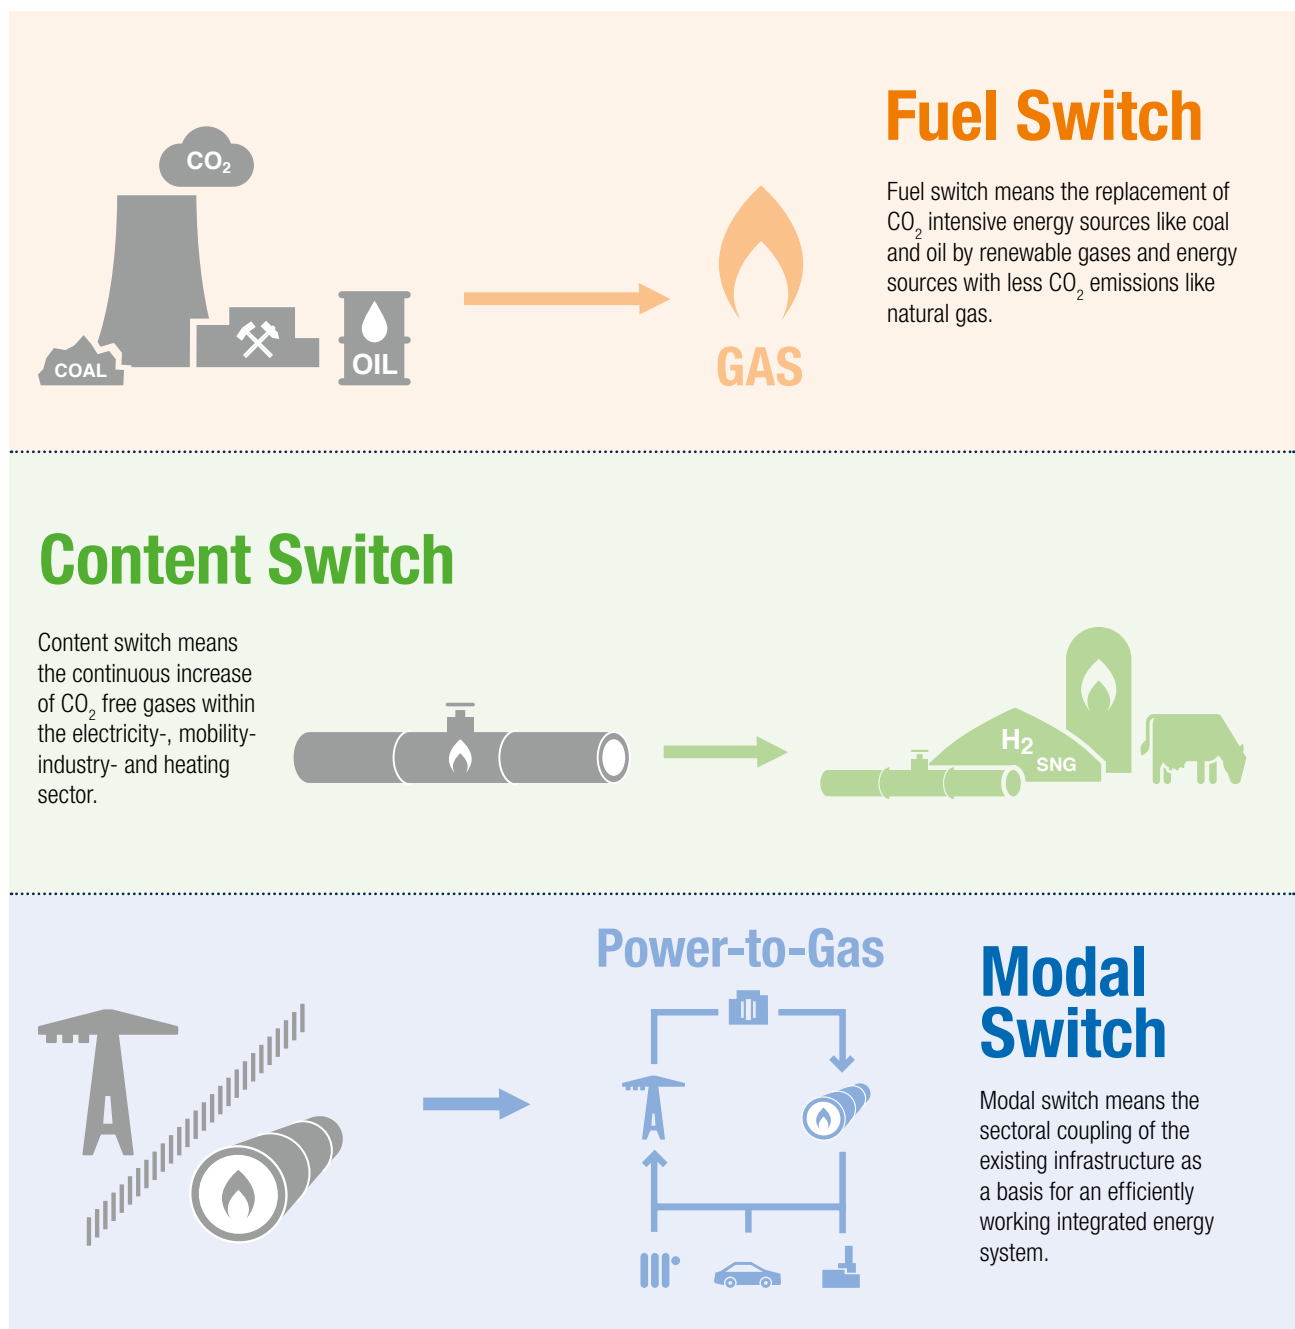 Fuel Switch
Fuel switch means the replacement of
CO₂ intensive energy sources like coal
and oil by renewable gases and energy
sources with less CO₂ emissions like
natural gas.
CO₂
COAL
OIL
GAS
Content Switch
Content switch means
the continuous increase
of CO₂ free gases within
the electricity-, mobility-
industry- and heating
sector.
H₂
SNG
Power-to-Gas
Modal
Switch
Modal switch means the
sectoral coupling of the
existing infrastructure as
a basis for an efficiently
working integrated energy
system.